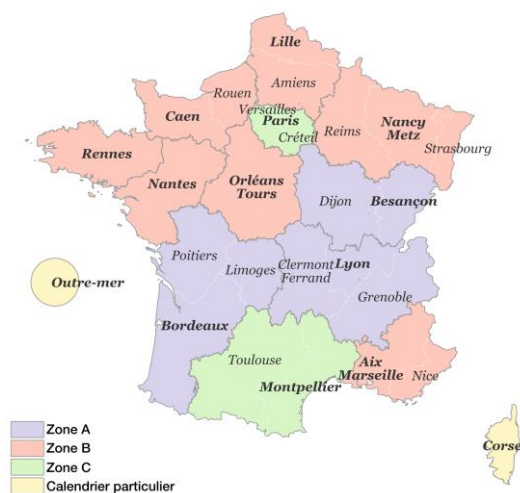 Lille
Amiens
Rouen
Versailles
Paris
Créteil
Caen
Reims
Nancy
Metz
Strasbourg
Rennes
Nantes
Orléans
Tours
Dijon
Besançon
Poitiers
Limoges
Clermont
Ferrand
Lyon
Grenoble
Outre-mer
Bordeaux
Toulouse
Montpellier
Aix
Marseille
Nice
Corse
Zone A
Zone B
Zone C
Calendrier particulier